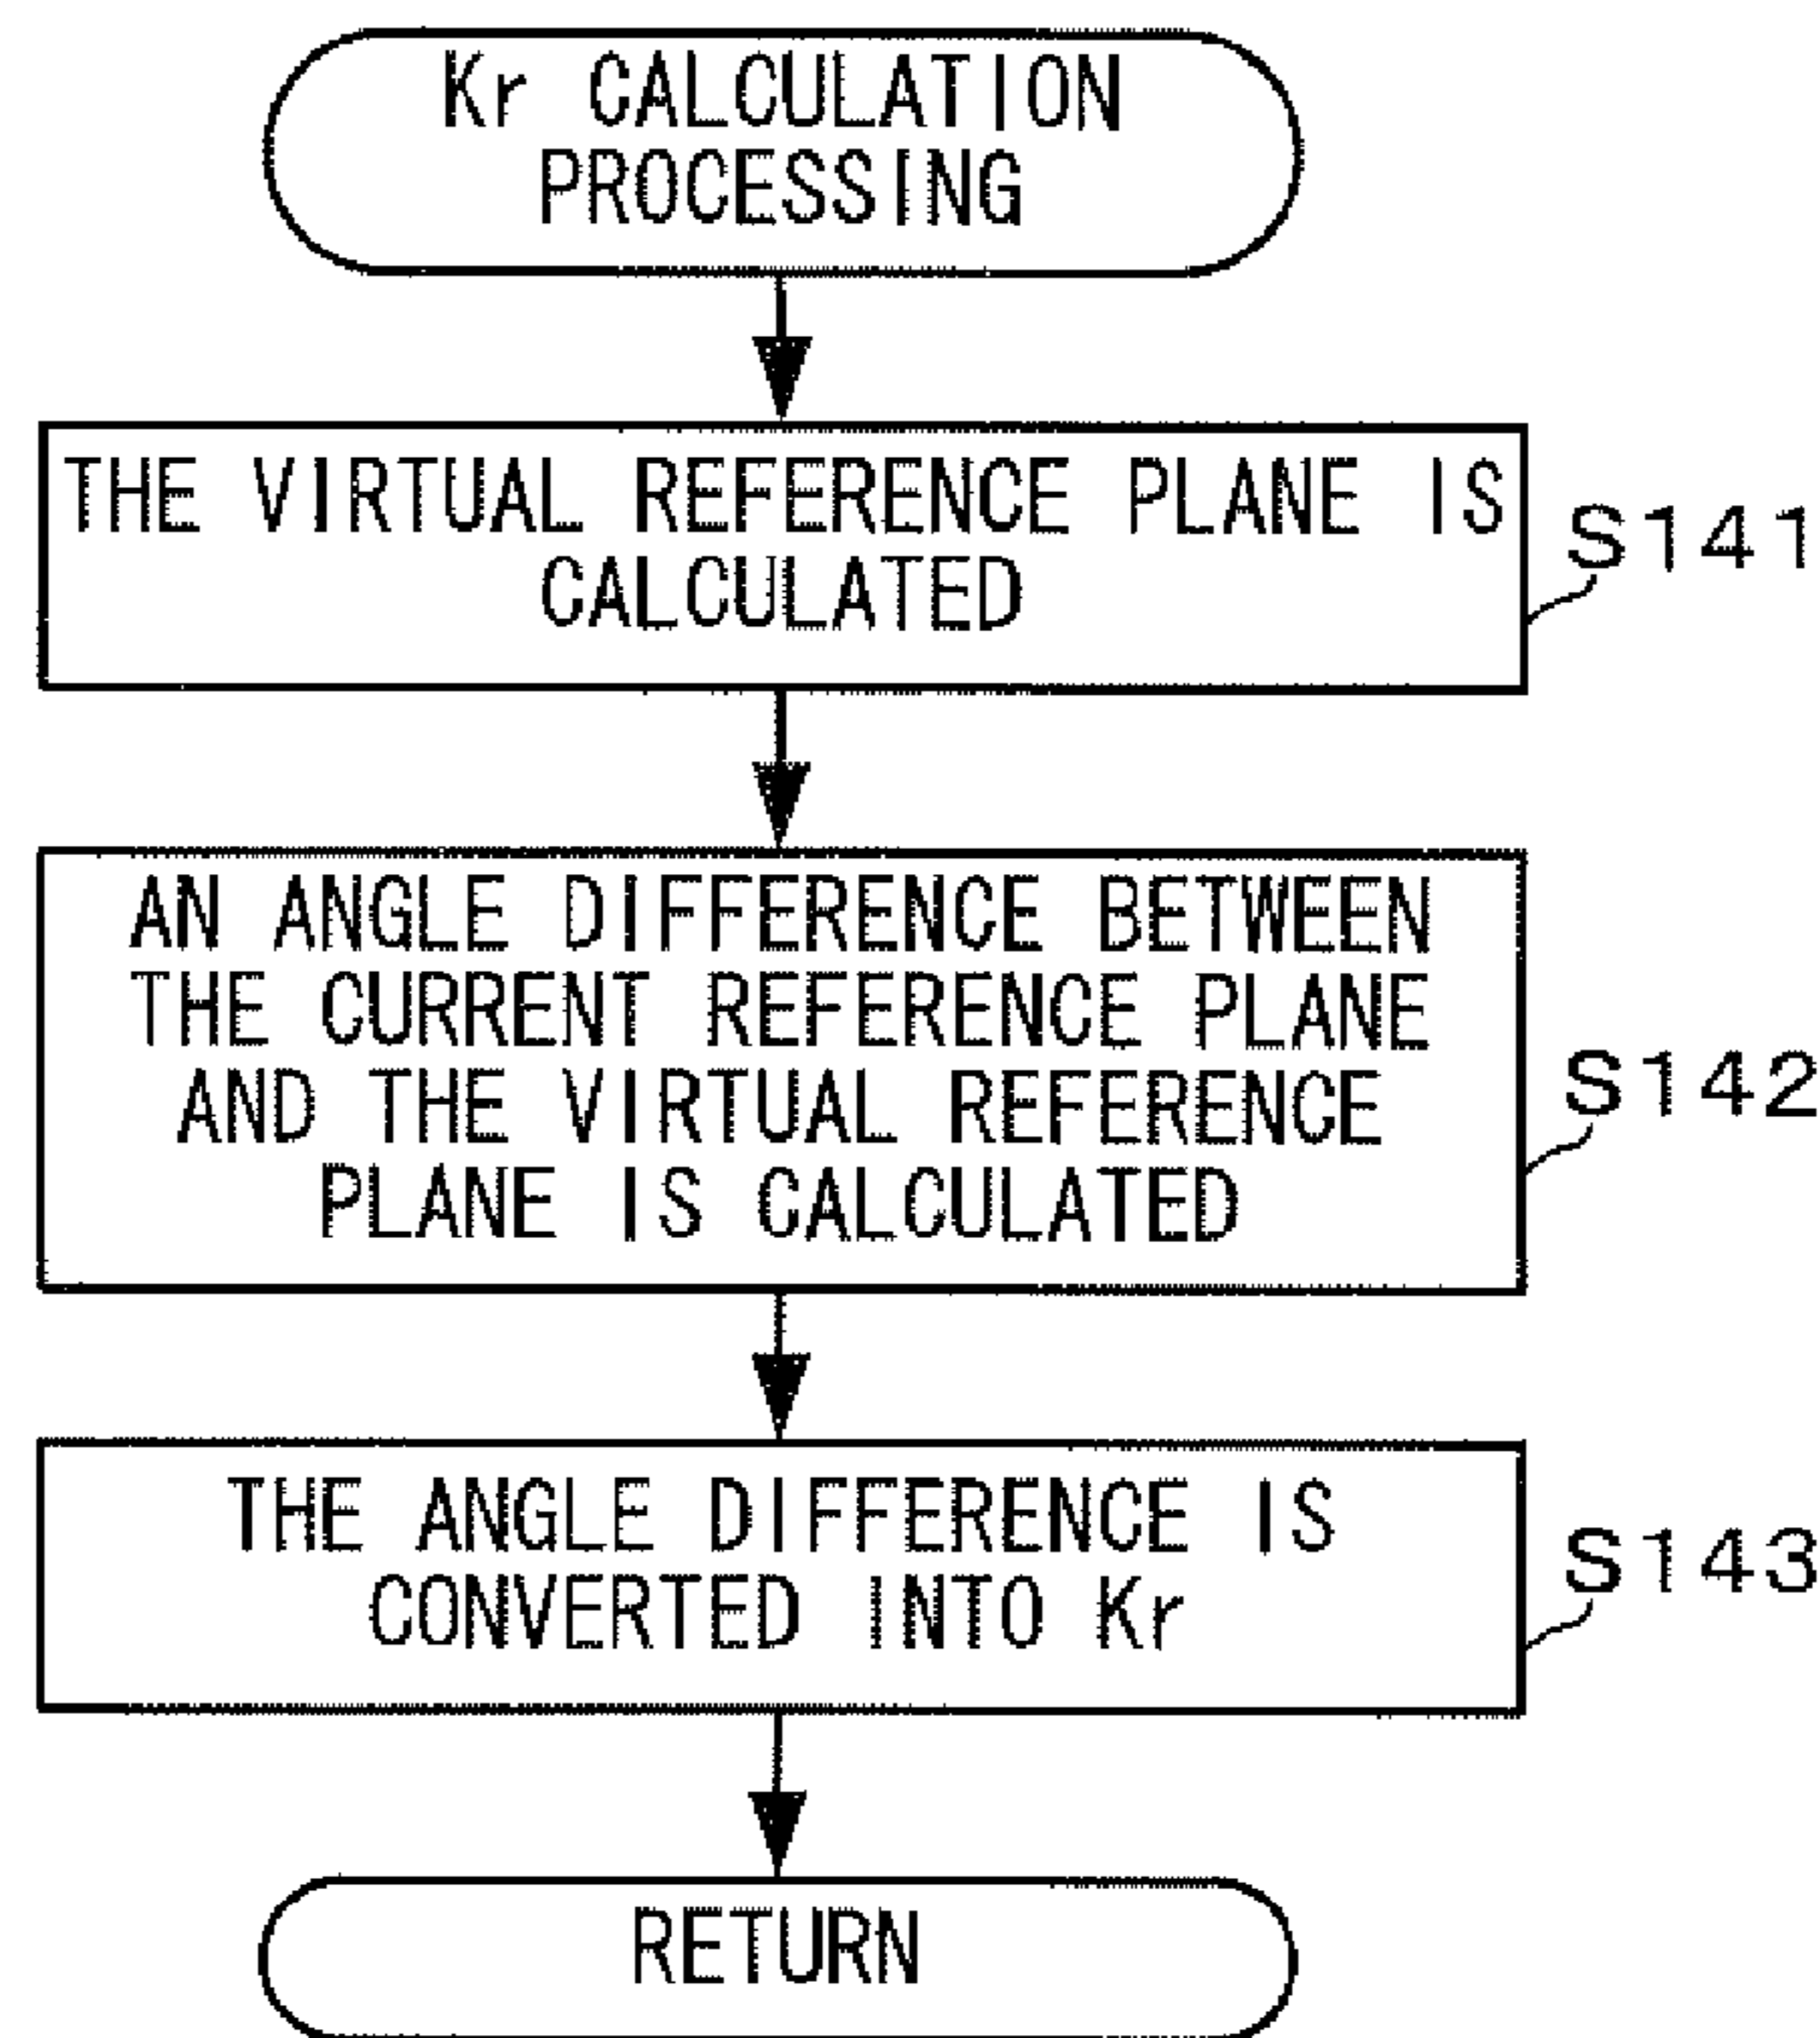 Kr CALCULATION
PROCESSING
THE VIRTUAL REFERENCE PLANE IS
CALCULATED
S141
AN ANGLE DIFFERENCE BETWEEN
THE CURRENT REFERENCE PLANE
AND THE VIRTUAL REFERENCE
PLANE IS CALCULATED
S142
THE ANGLE DIFFERENCE IS
CONVERTED INTO Kr
S143
RETURN